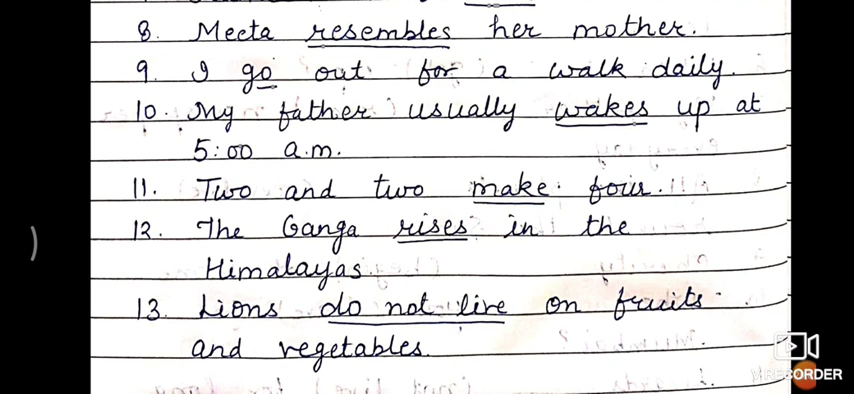 8. Meeta resembles her mother.
9. I go out for a walk daily.
10. My father usually wakes up at
5:00 a.m.
11. Two and two make four.
12. The Ganga rises in the
Himalayas.
13. Lions do not live on fruits
and vegetables.
RECORDER